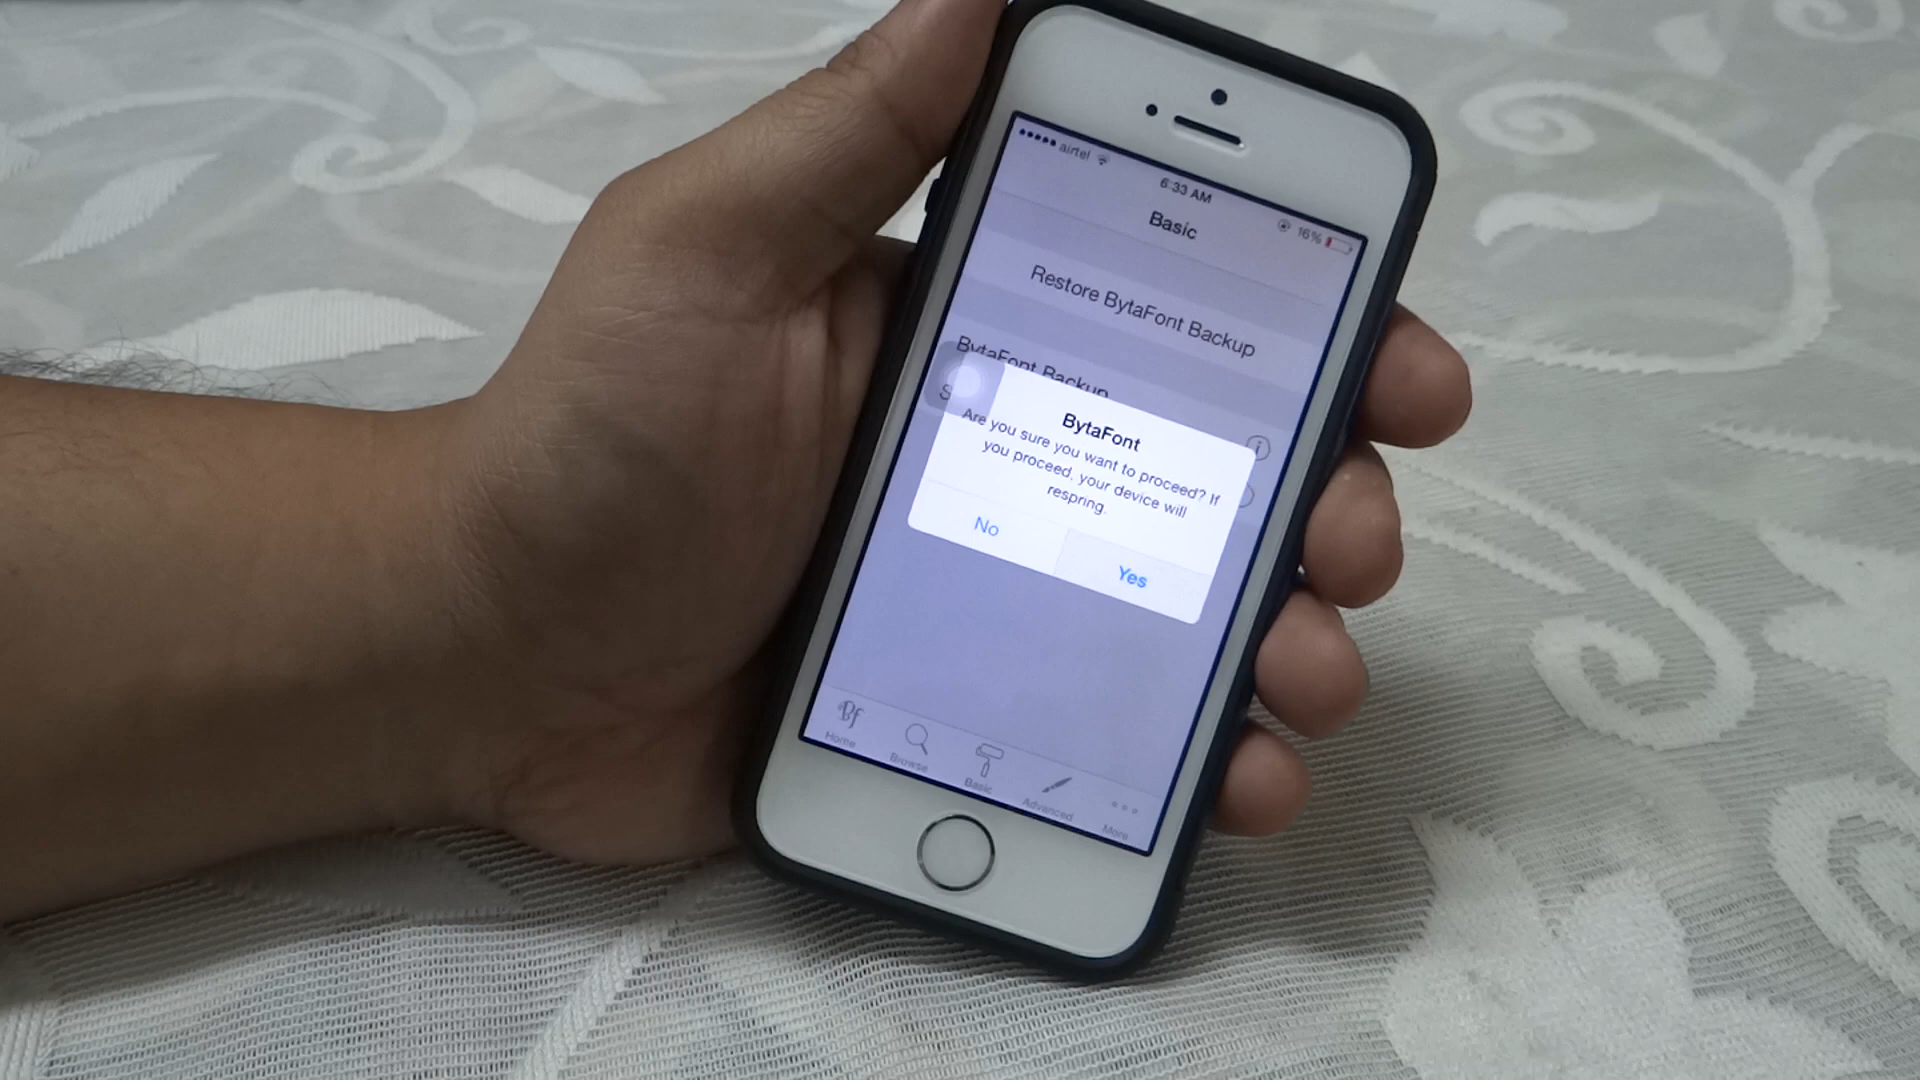 airtel
6:33 AM
16%
Basic
Restore BytaFont Backup
BytaFont Backup
S
BytaFont
Are you sure you want to proceed? If
you proceed, your device will
respring.
No
Yes
Bf
Home
Browse
Basic
Advanced
More